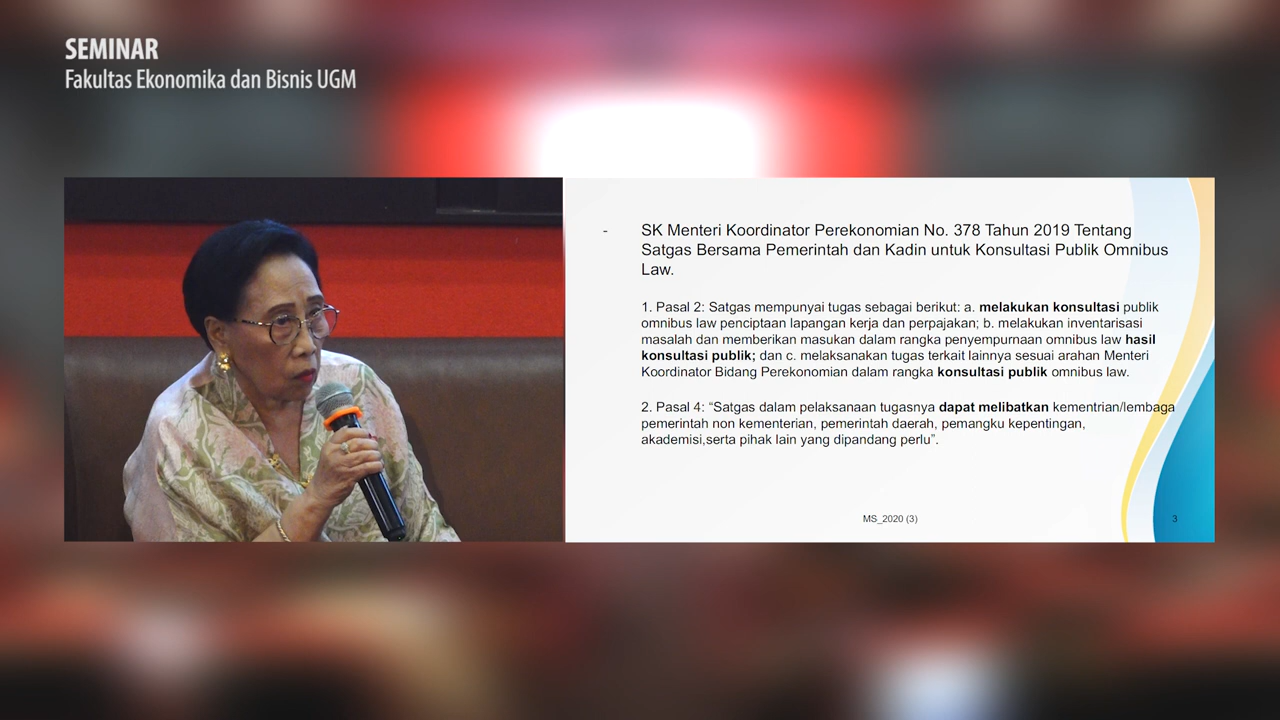 SEMINAR
Fakultas Ekonomika dan Bisnis UGM
- SK Menteri Koordinator Perekonomian No. 378 Tahun 2019 Tentang
Satgas Bersama Pemerintah dan Kadin untuk Konsultasi Publik Omnibus
Law.
1. Pasal 2: Satgas mempunyai tugas sebagai berikut: a. melakukan konsultasi publik
omnibus law penciptaan lapangan kerja dan perpajakan; b. melakukan inventarisasi
masalah dan memberikan masukan dalam rangka penyempurnaan omnibus law hasil
konsultasi publik; dan c. melaksanakan tugas terkait lainnya sesuai arahan Menteri
Koordinator Bidang Perekonomian dalam rangka konsultasi publik omnibus law.
2. Pasal 4: “Satgas dalam pelaksanaan tugasnya dapat melibatkan kementrian/lembaga
pemerintah non kementerian, pemerintah daerah, pemangku kepentingan,
akademisi,serta pihak lain yang dipandang perlu”.
MS_2020 (3)
3